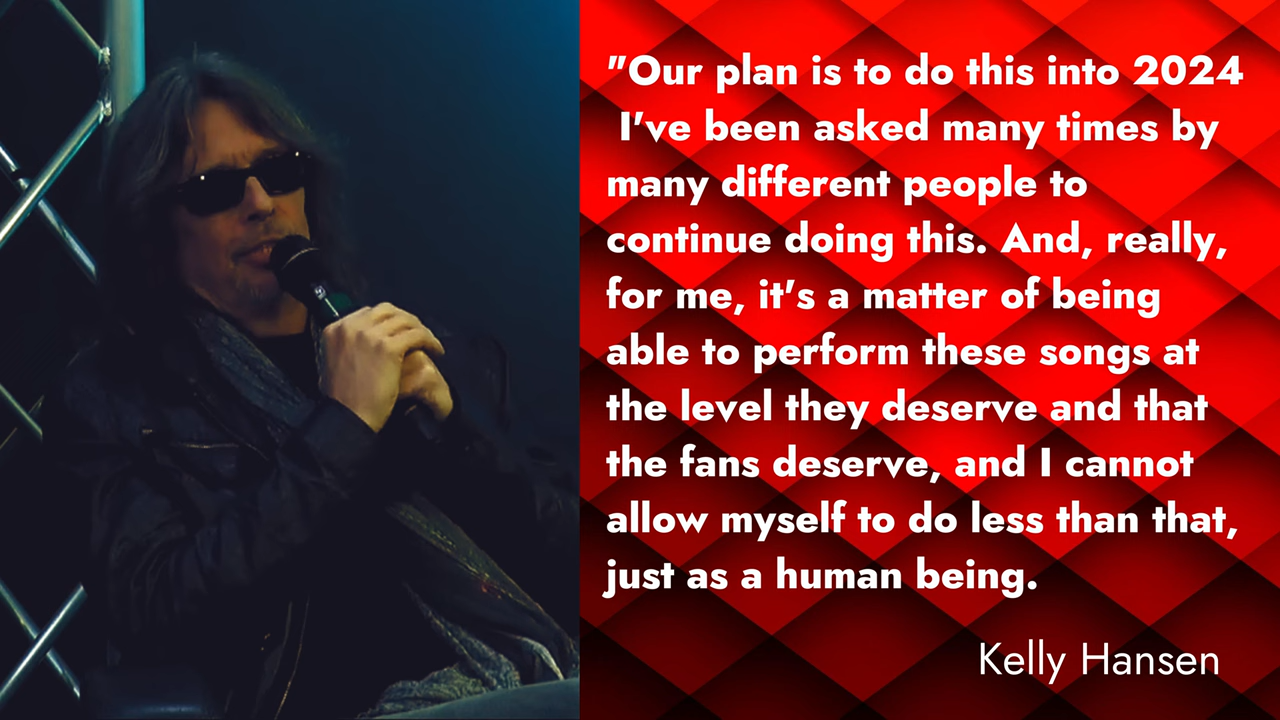 "Our plan is to do this into 2024
I've been asked many times by
many different people to
continue doing this. And, really,
for me, it's a matter of being
able to perform these songs at
the level they deserve and that
the fans deserve, and I cannot
allow myself to do less than that,
just as a human being.
Kelly Hansen